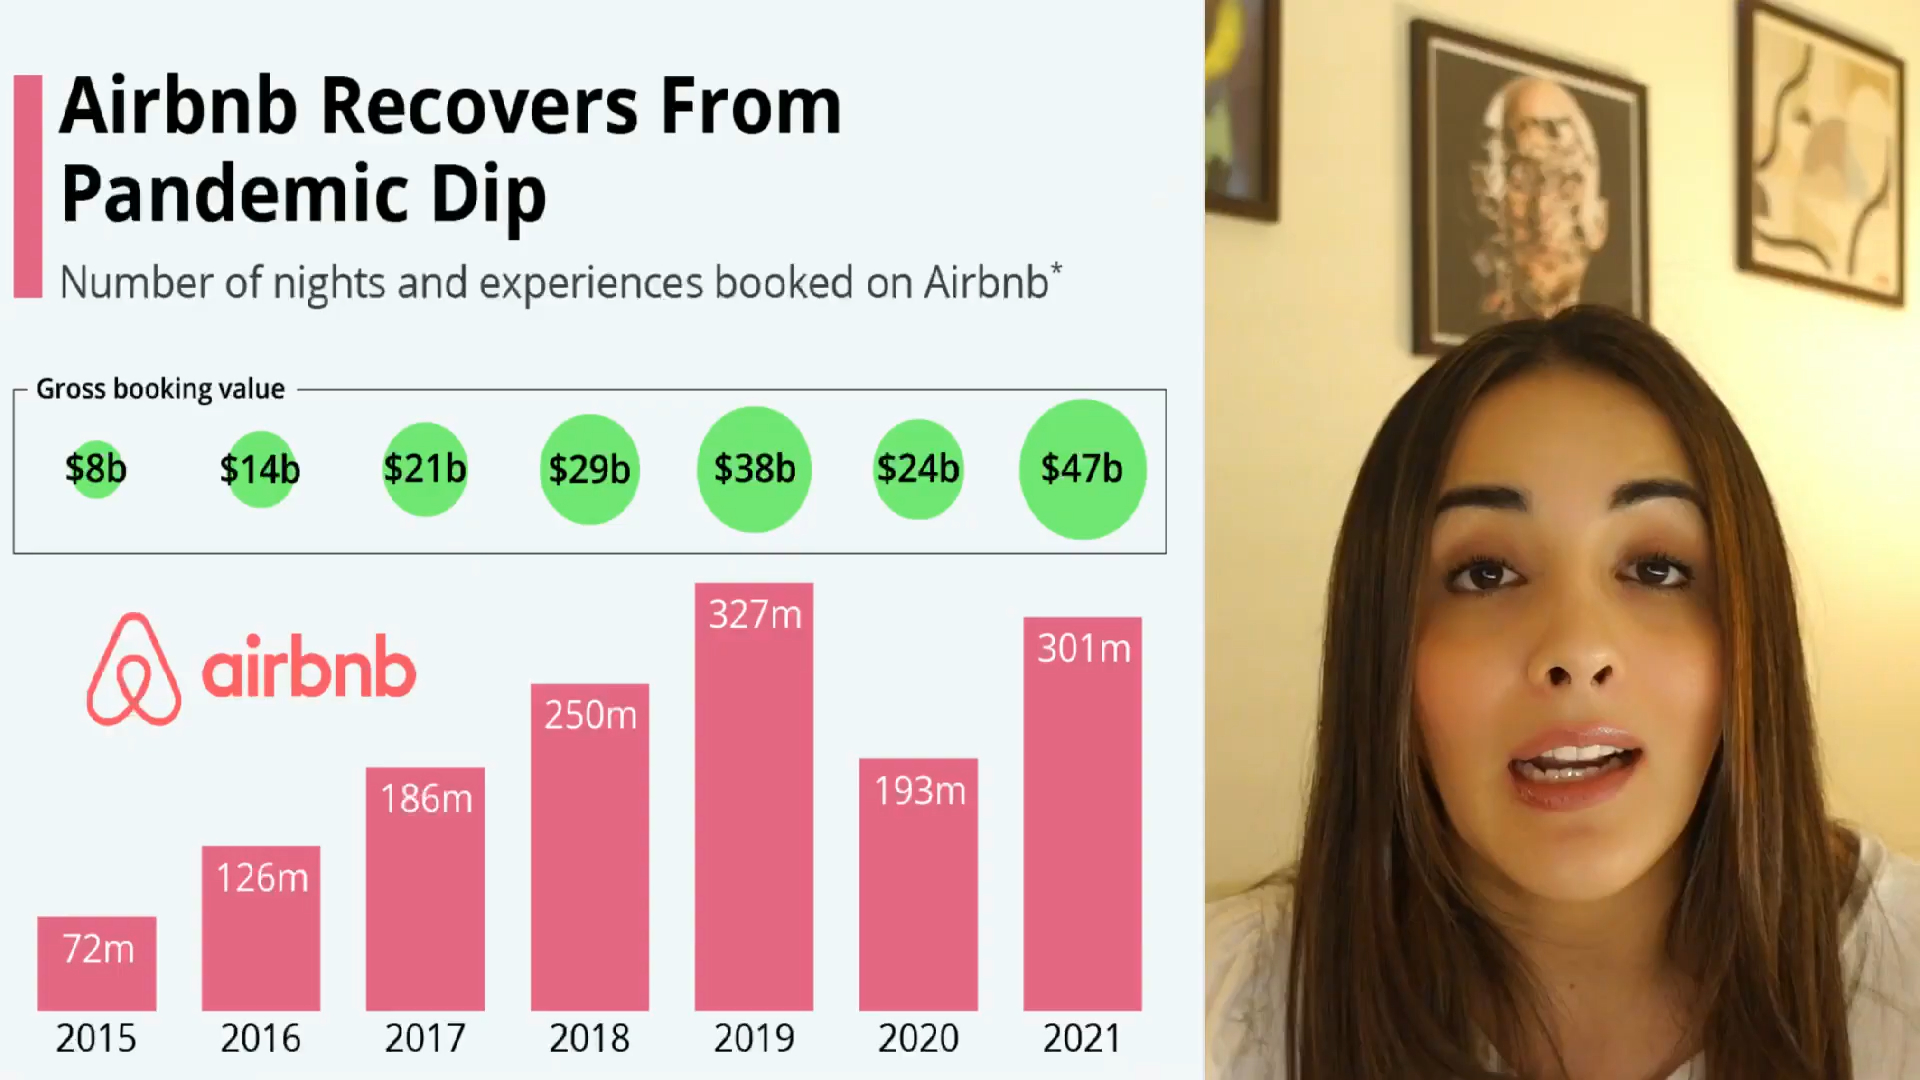 Airbnb Recovers From
Pandemic Dip
Number of nights and experiences booked on Airbnb*
Gross booking value
$8b $14b $21b $29b $38b $24b $47b
airbnb
72m 126m 186m 250m 327m 193m 301m
2015 2016 2017 2018 2019 2020 2021